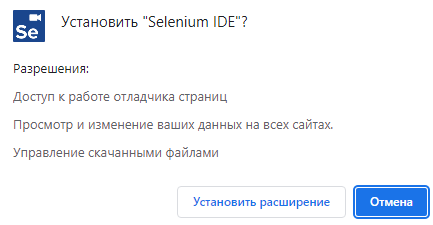 Se
Установить "Selenium IDE"?
Разрешения:
Доступ к работе отладчика страниц
Просмотр и изменение ваших данных на всех сайтах.
Управление скачанными файлами
Установить расширение
Отмена